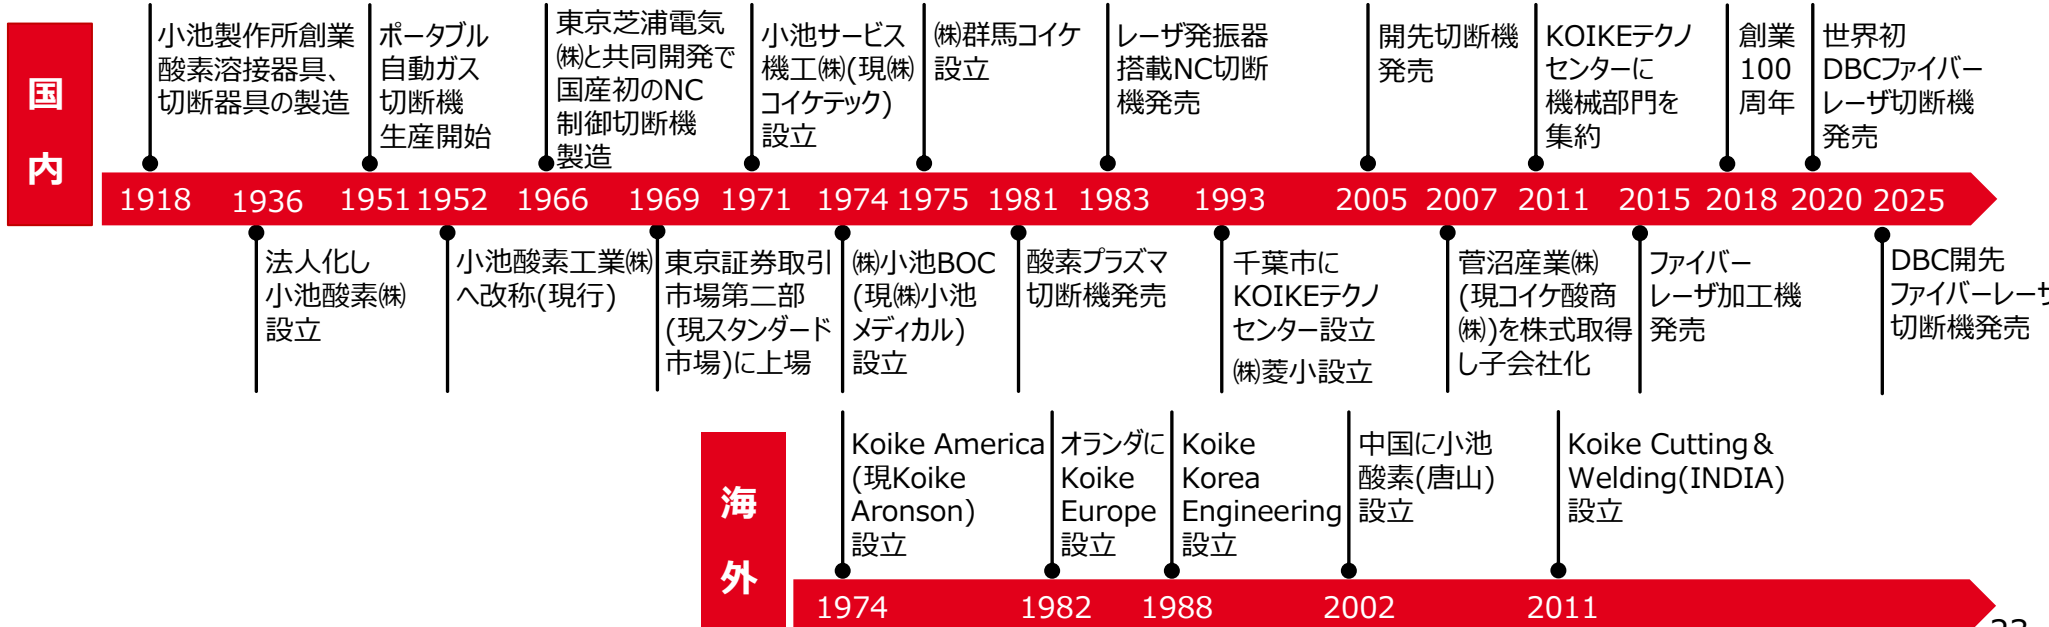 国
内
小池製作所創業
酸素溶接器具、
切断器具の製造
ポータブル
自動ガス
切断機
生産開始
東京芝浦電気
㈱と共同開発で
国産初のNC
制御切断機
製造
小池サービス
機工㈱(現㈱
コイケテック)
設立
㈱群馬コイケ
設立
レーザ発振器
搭載NC切断
機発売
開先切断機
発売
KOIKEテクノ
センターに
機械部門を
集約
創業
100
周年
世界初
DBCファイバー
レーザ切断機
発売
1918 1936 1951 1952 1966 1969 1971 1974 1975 1981 1983 1993 2005 2007 2011 2015 2018 2020 2025
法人化し
小池酸素㈱
設立
小池酸素工業㈱
へ改称(現行)
東京証券取引
市場第二部
(現スタンダード
市場)に上場
㈱小池BOC
(現㈱小池
メディカル)
設立
酸素プラズマ
切断機発売
千葉市に
KOIKEテクノ
センター設立
㈱菱小設立
菅沼産業㈱
(現コイケ酸商
㈱)を株式取得
し子会社化
ファイバー
レーザ加工機
発売
DBC開先
ファイバーレーザ
切断機発売
海
外
Koike America
(現Koike
Aronson)
設立
オランダに
Koike
Europe
設立
Koike
Korea
Engineering
設立
中国に小池
酸素(唐山)
設立
Koike Cutting＆
Welding(INDIA)
設立
1974 1982 1988 2002 2011